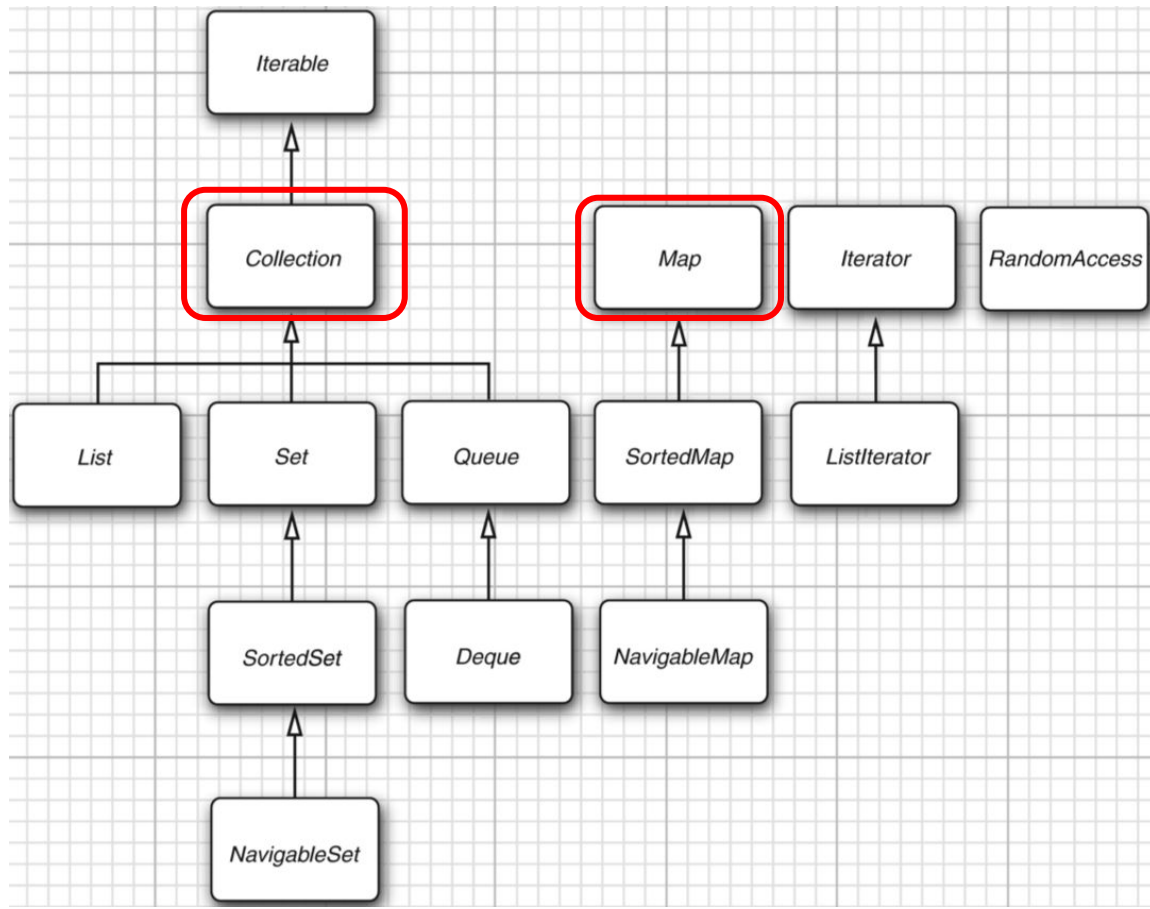 Iterable
Collection
Map
Iterator
RandomAccess
List
Set
Queue
SortedMap
ListIterator
SortedSet
Deque
NavigableMap
NavigableSet